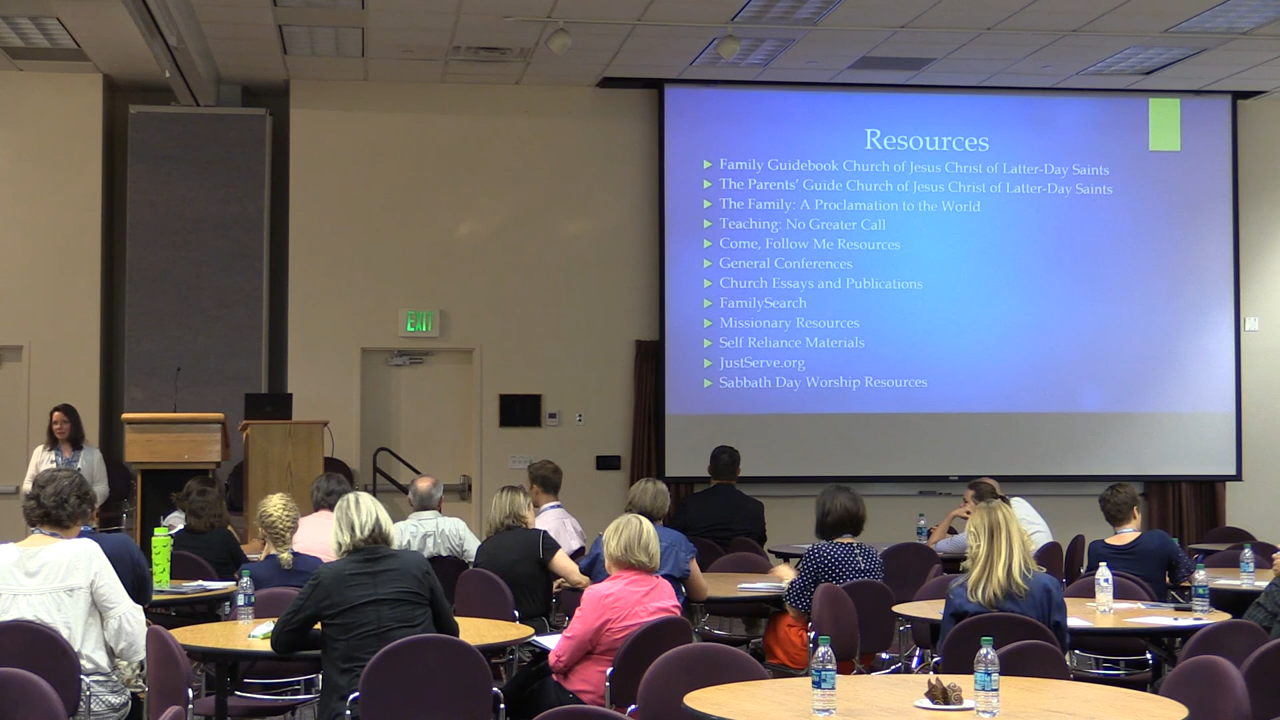 Resources
Family Guidebook Church of Jesus Christ of Latter-Day Saints
The Parents' Guide Church of Jesus Christ of Latter-Day Saints
The Family: A Proclamation to the World
Teaching: No Greater Call
Come, Follow Me Resources
General Conferences
Church Essays and Publications
FamilySearch
Missionary Resources
Self Reliance Materials
JustServe.org
Sabbath Day Worship Resources
EXIT